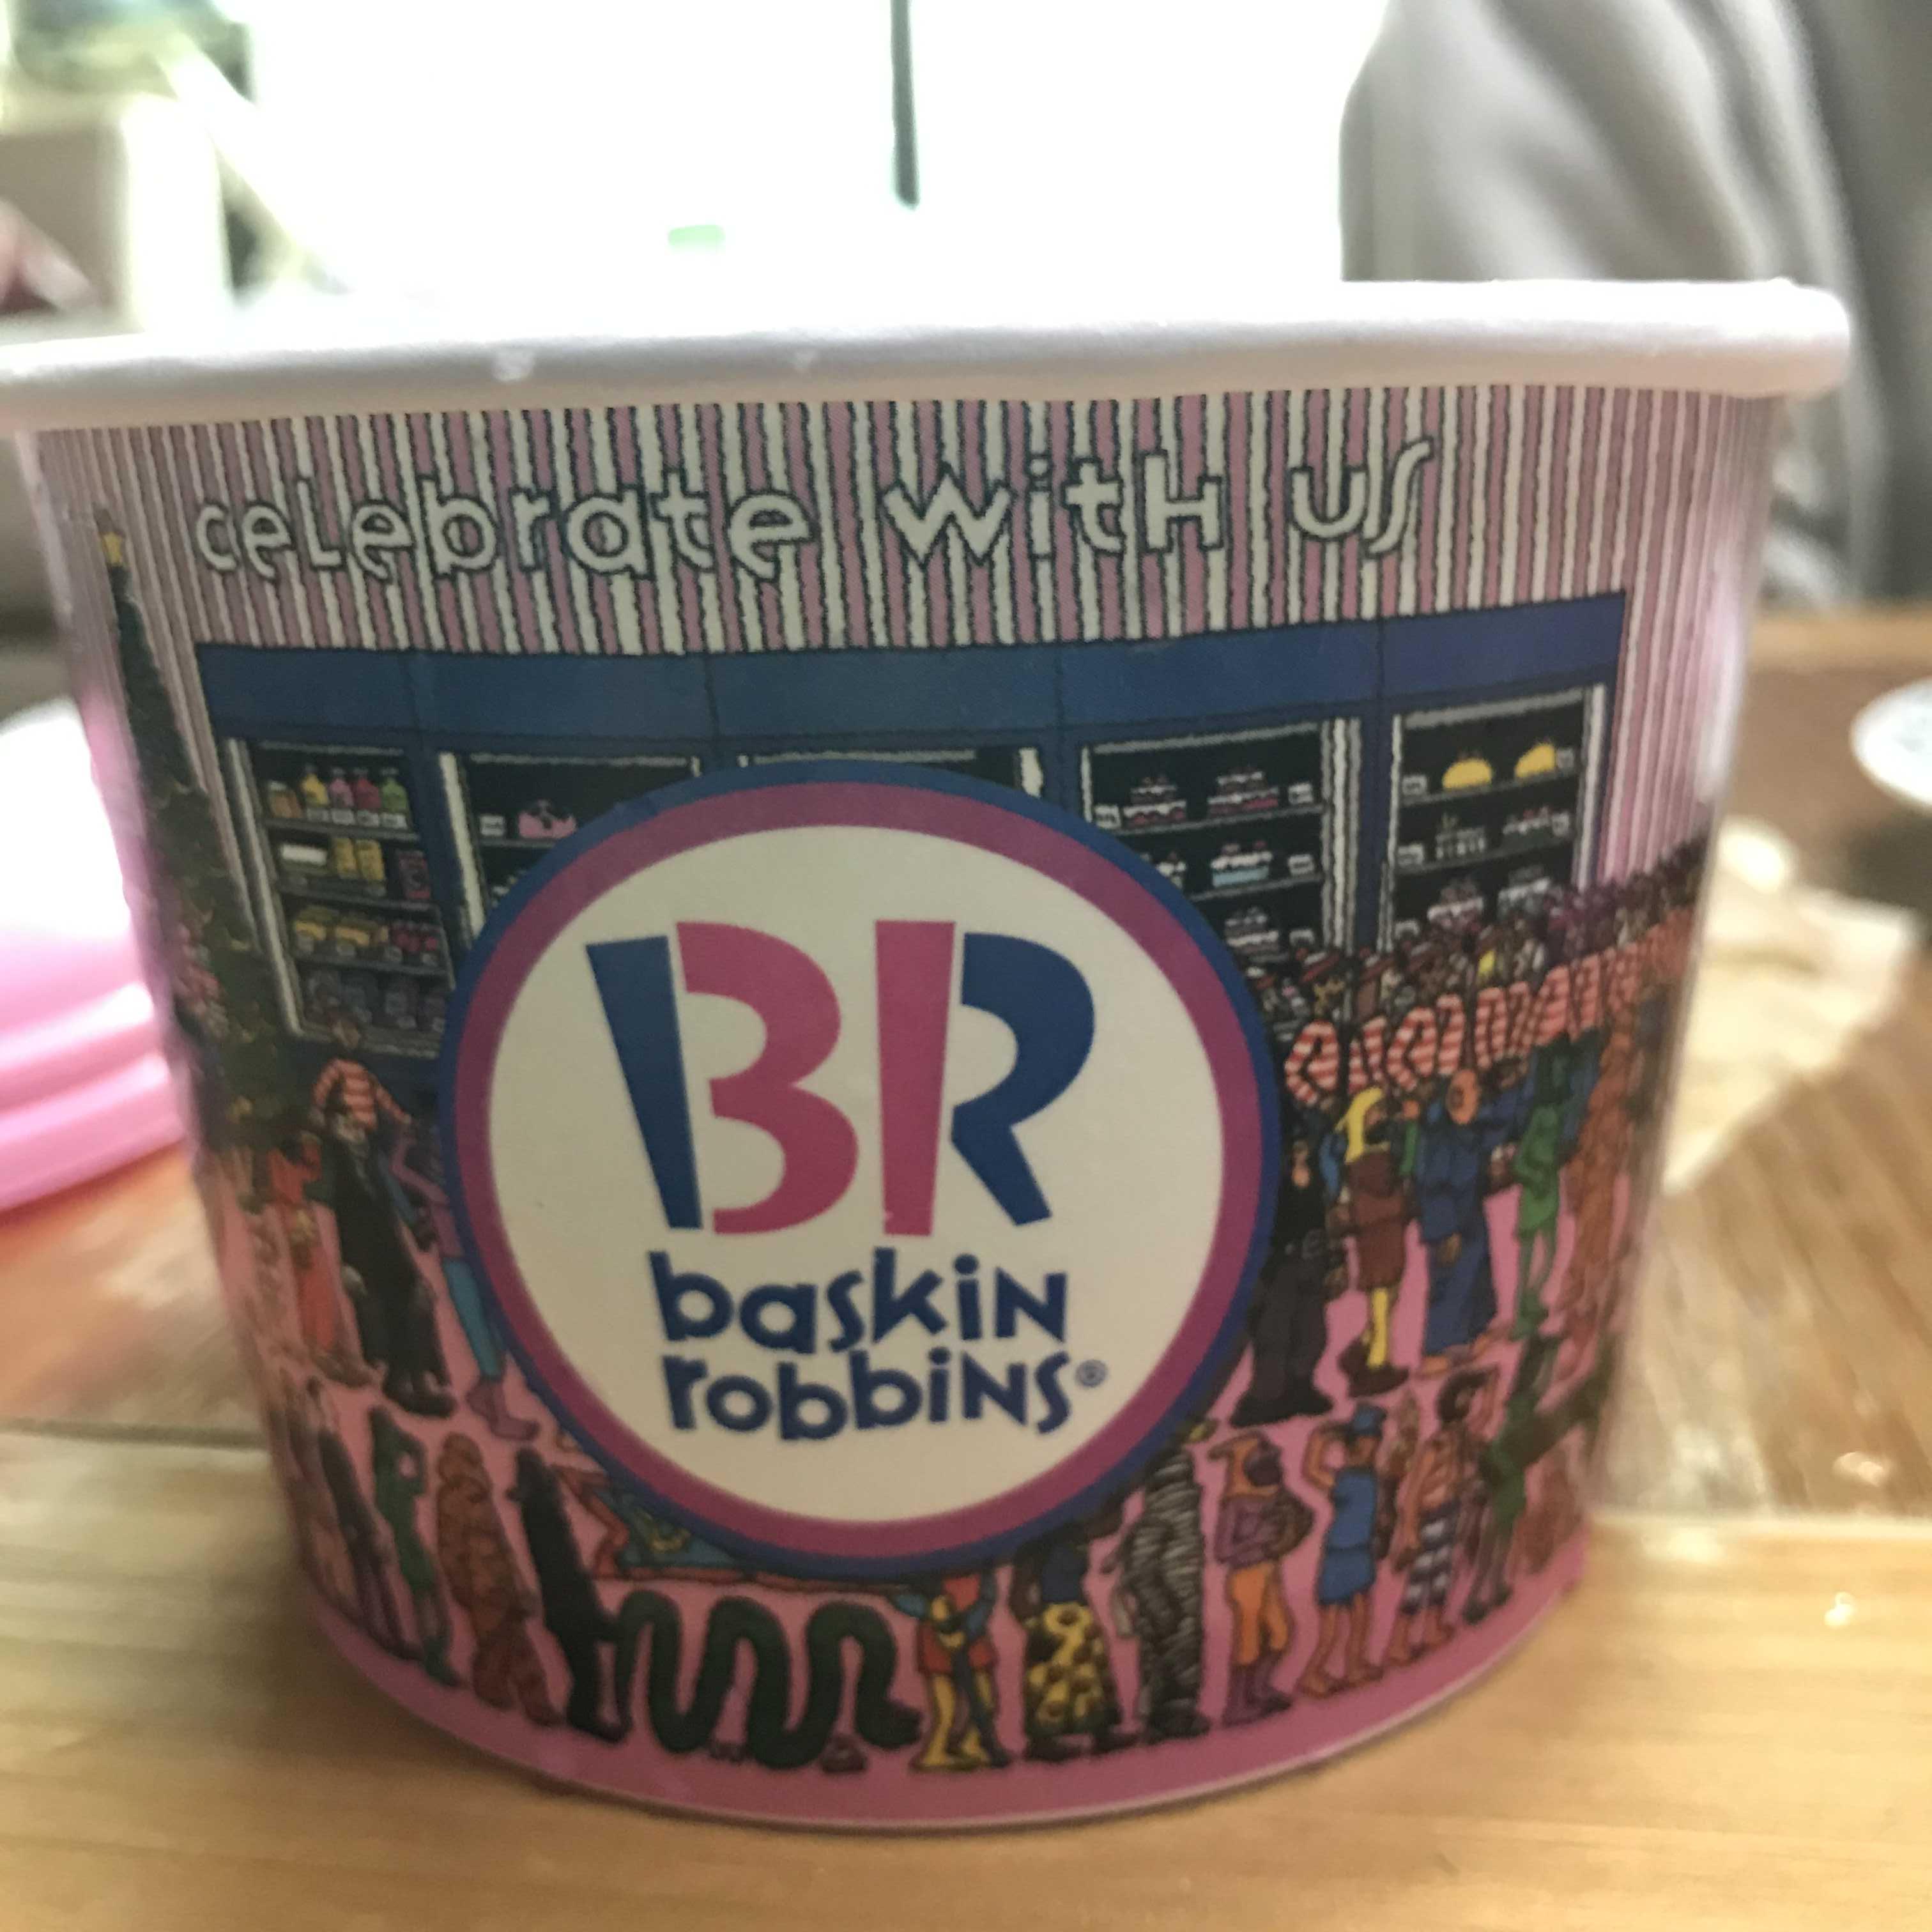 celebrate with us
BR
baskin
robbins®